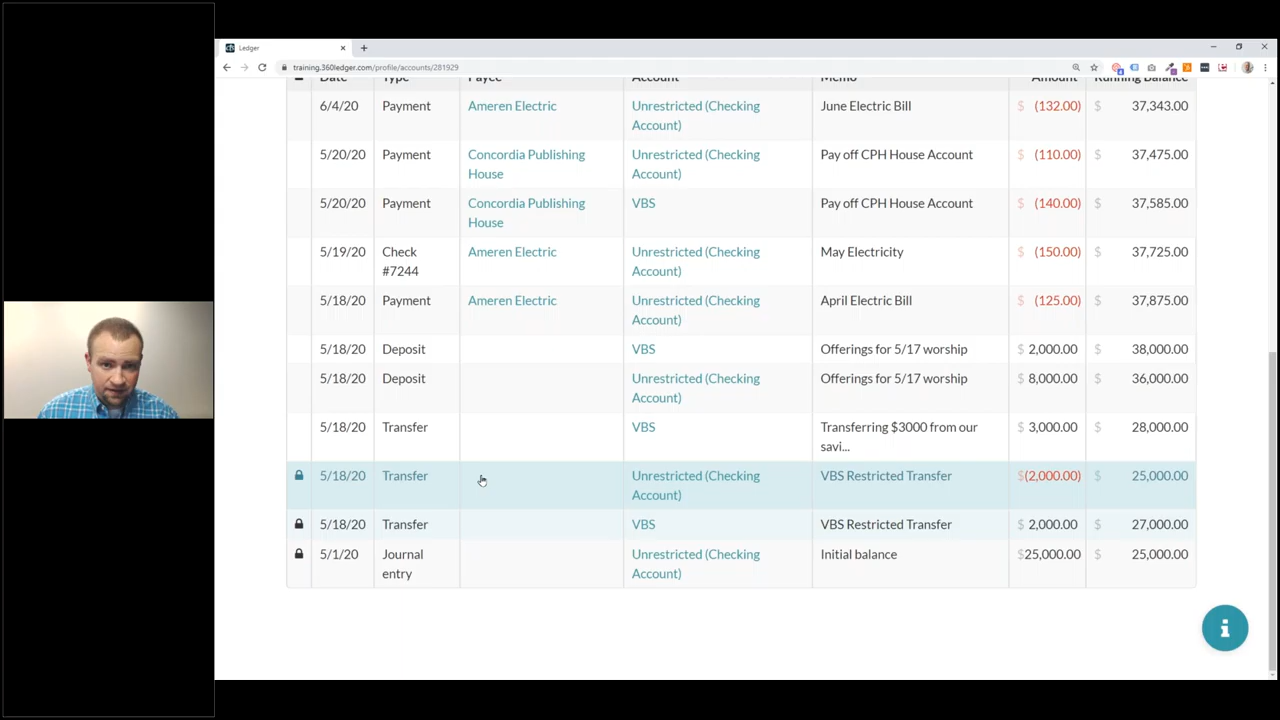 Ledger
training.360ledger.com/profile/accounts/281929
Date Type Payee Account Memo Amount Running Balance
6/4/20 Payment Ameren Electric Unrestricted (Checking Account) June Electric Bill $ (132.00) $ 37,343.00
5/20/20 Payment Concordia Publishing House Unrestricted (Checking Account) Pay off CPH House Account $ (110.00) $ 37,475.00
5/20/20 Payment Concordia Publishing House VBS Pay off CPH House Account $ (140.00) $ 37,585.00
5/19/20 Check #7244 Ameren Electric Unrestricted (Checking Account) May Electricity $ (150.00) $ 37,725.00
5/18/20 Payment Ameren Electric Unrestricted (Checking Account) April Electric Bill $ (125.00) $ 37,875.00
5/18/20 Deposit VBS Offerings for 5/17 worship $ 2,000.00 $ 38,000.00
5/18/20 Deposit Unrestricted (Checking Account) Offerings for 5/17 worship $ 8,000.00 $ 36,000.00
5/18/20 Transfer VBS Transferring $3000 from our savi... $ 3,000.00 $ 28,000.00
5/18/20 Transfer Unrestricted (Checking Account) VBS Restricted Transfer $(2,000.00) $ 25,000.00
5/18/20 Transfer VBS VBS Restricted Transfer $ 2,000.00 $ 27,000.00
5/1/20 Journal entry Unrestricted (Checking Account) Initial balance $25,000.00 $ 25,000.00
i